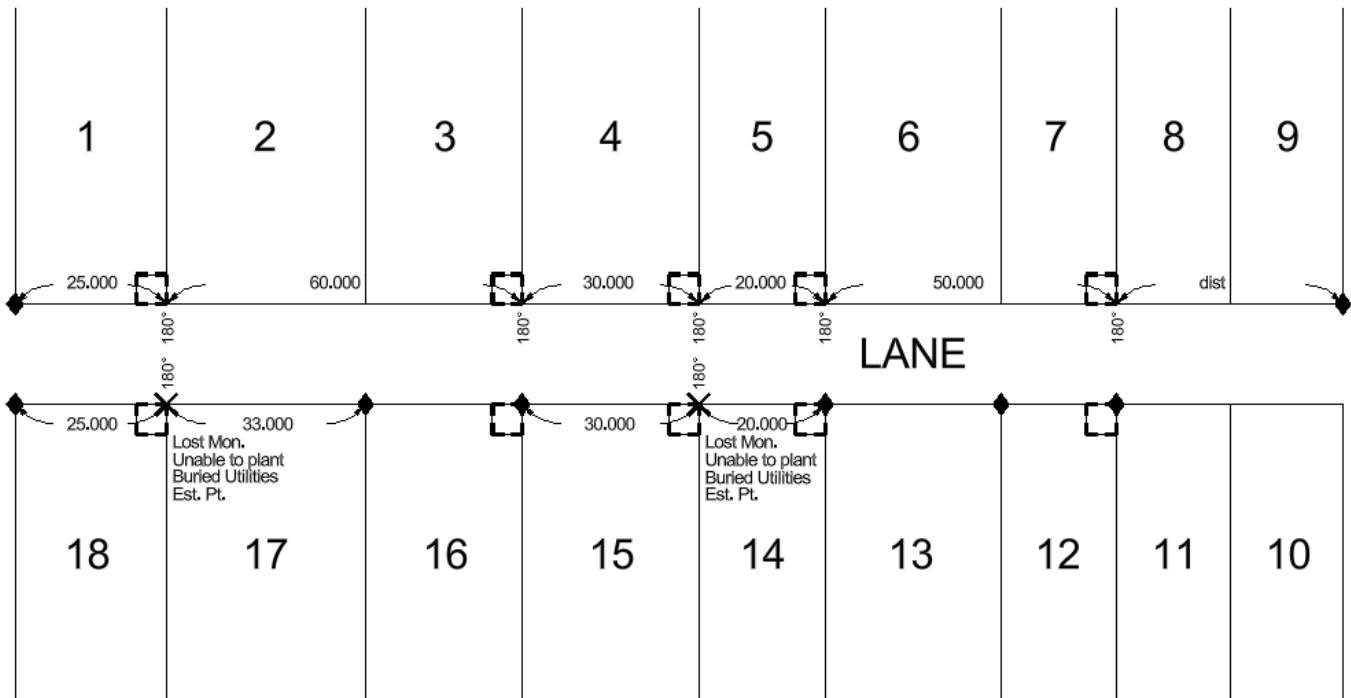 1 2 3 4 5 6 7 8 9
25.000 60.000 30.000 20.000 50.000 dist
180° 180° 180° 180° 180°
LANE
180° 180°
25.000 33.000 30.000 20.000
Lost Mon.
Unable to plant
Buried Utilities
Est. Pt.
Lost Mon.
Unable to plant
Buried Utilities
Est. Pt.
18 17 16 15 14 13 12 11 10